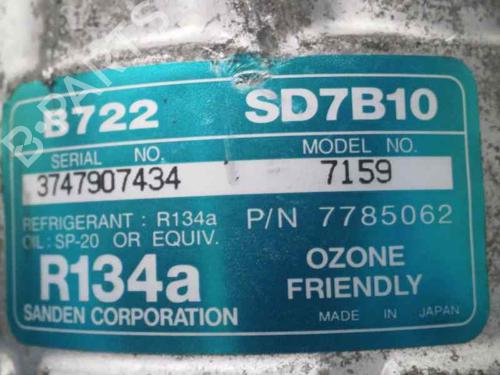 B722 SD7B10
SERIAL NO. MODEL NO.
3747907434 7159
REFRIGERANT : R134a P/N 7785062
OIL : SP-20 OR EQUIV.
R134a OZONE
FRIENDLY
SANDEN CORPORATION MADE IN JAPAN
B-PARTS